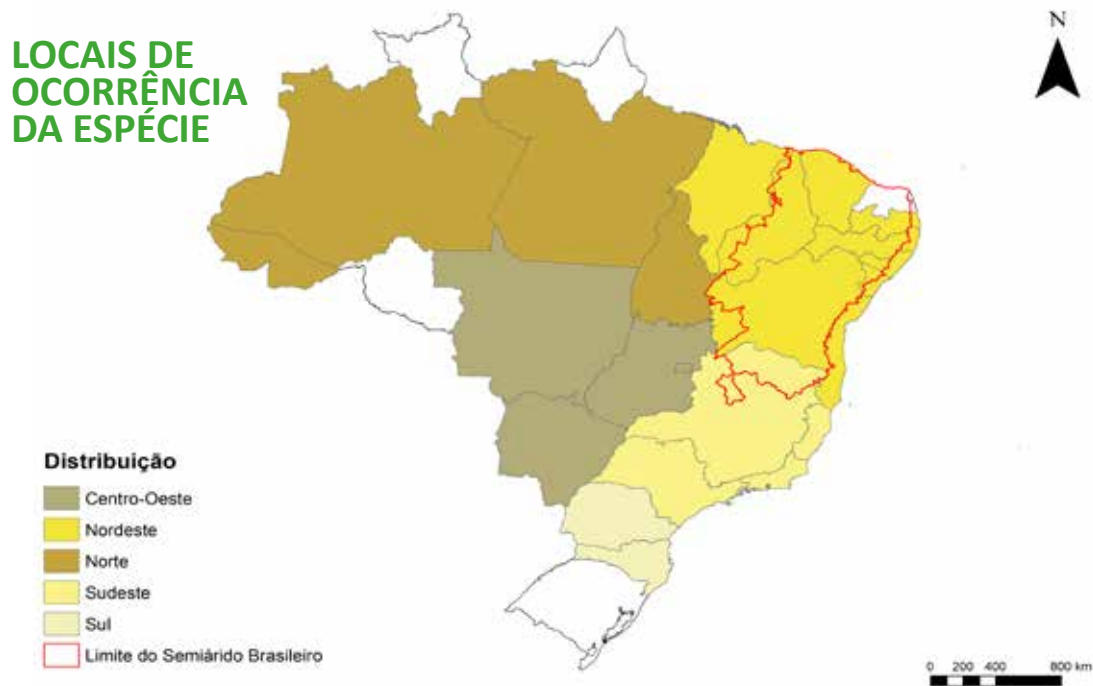 LOCAIS DE
OCORRÊNCIA
DA ESPÉCIE
N
Distribuição
Centro-Oeste
Nordeste
Norte
Sudeste
Sul
Limite do Semiárido Brasileiro
0 200 400 800 km